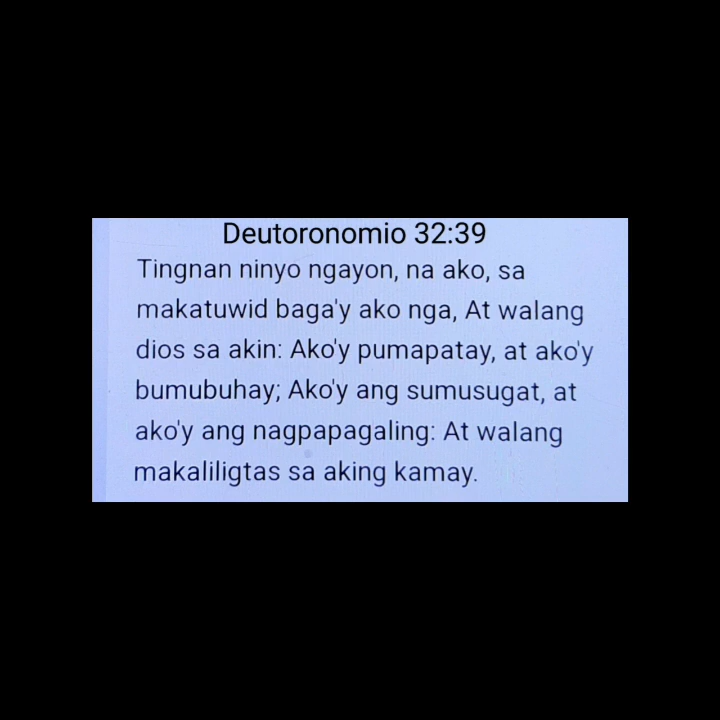 Deutoronomio 32:39
Tingnan ninyo ngayon, na ako, sa
makatuwid baga'y ako nga, At walang
dios sa akin: Ako'y pumapatay, at ako'y
bumubuhay; Ako'y ang sumusugat, at
ako'y ang nagpapagaling: At walang
makaliligtas sa aking kamay.